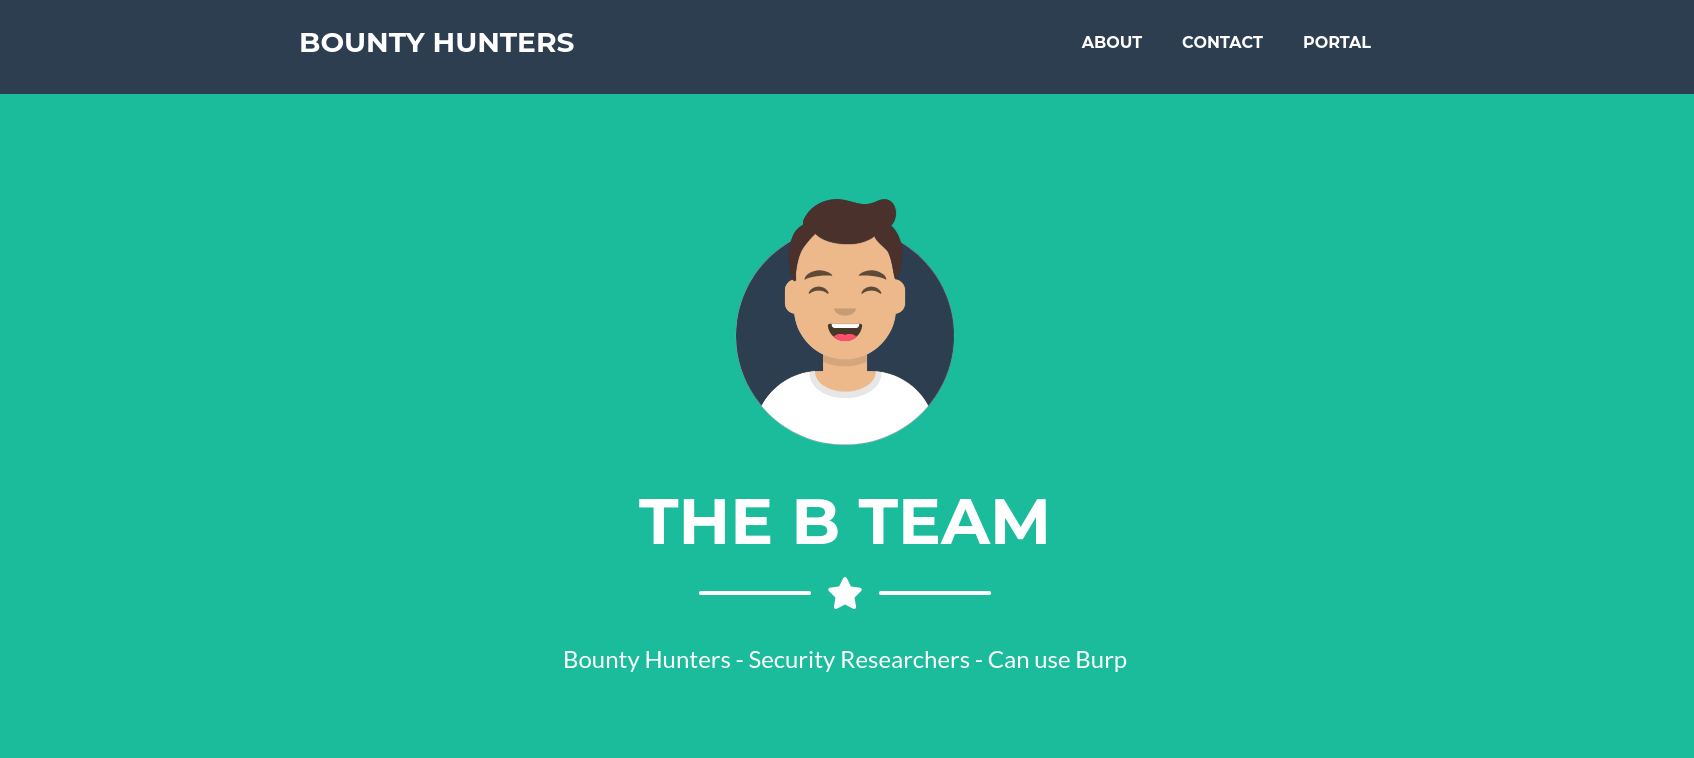 BOUNTY HUNTERS
ABOUT CONTACT PORTAL
THE B TEAM
Bounty Hunters - Security Researchers - Can use Burp